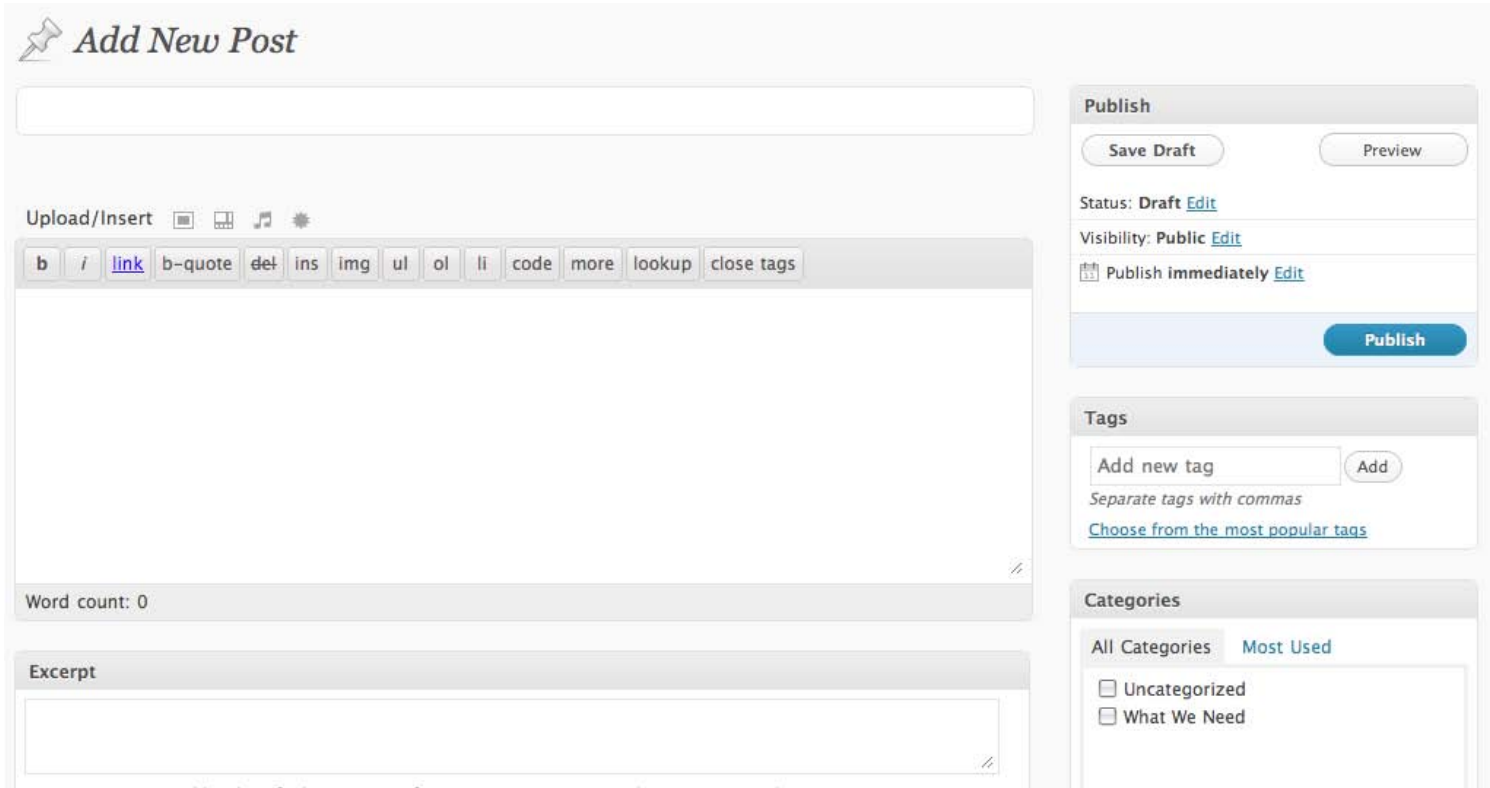 Add New Post
Upload/Insert
b i link b-quote del ins img ul ol li code more lookup close tags
Word count: 0
Excerpt
Publish
Save Draft Preview
Status: Draft Edit
Visibility: Public Edit
11 Publish immediately Edit
Publish
Tags
Add new tag Add
Separate tags with commas
Choose from the most popular tags
Categories
All Categories Most Used
Uncategorized
What We Need